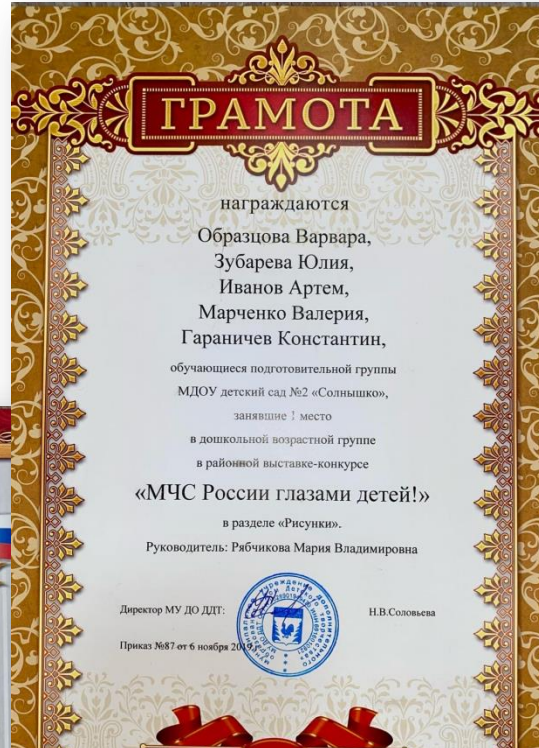 ГРАМОТА
награждаются
Образцова Варвара,
Зубарева Юлия,
Иванов Артем,
Марченко Валерия,
Гараничев Константин,
обучающиеся подготовительной группы
МДОУ детский сад №2 «Солнышко»,
занявшие I место
в дошкольной возрастной группе
в районной выставке-конкурсе
«МЧС России глазами детей!»
в разделе «Рисунки».
Руководитель: Рябчикова Мария Владимировна
Директор МУ ДО ДДТ: Н.В.Соловьева
Приказ №87 от 6 ноября 2019